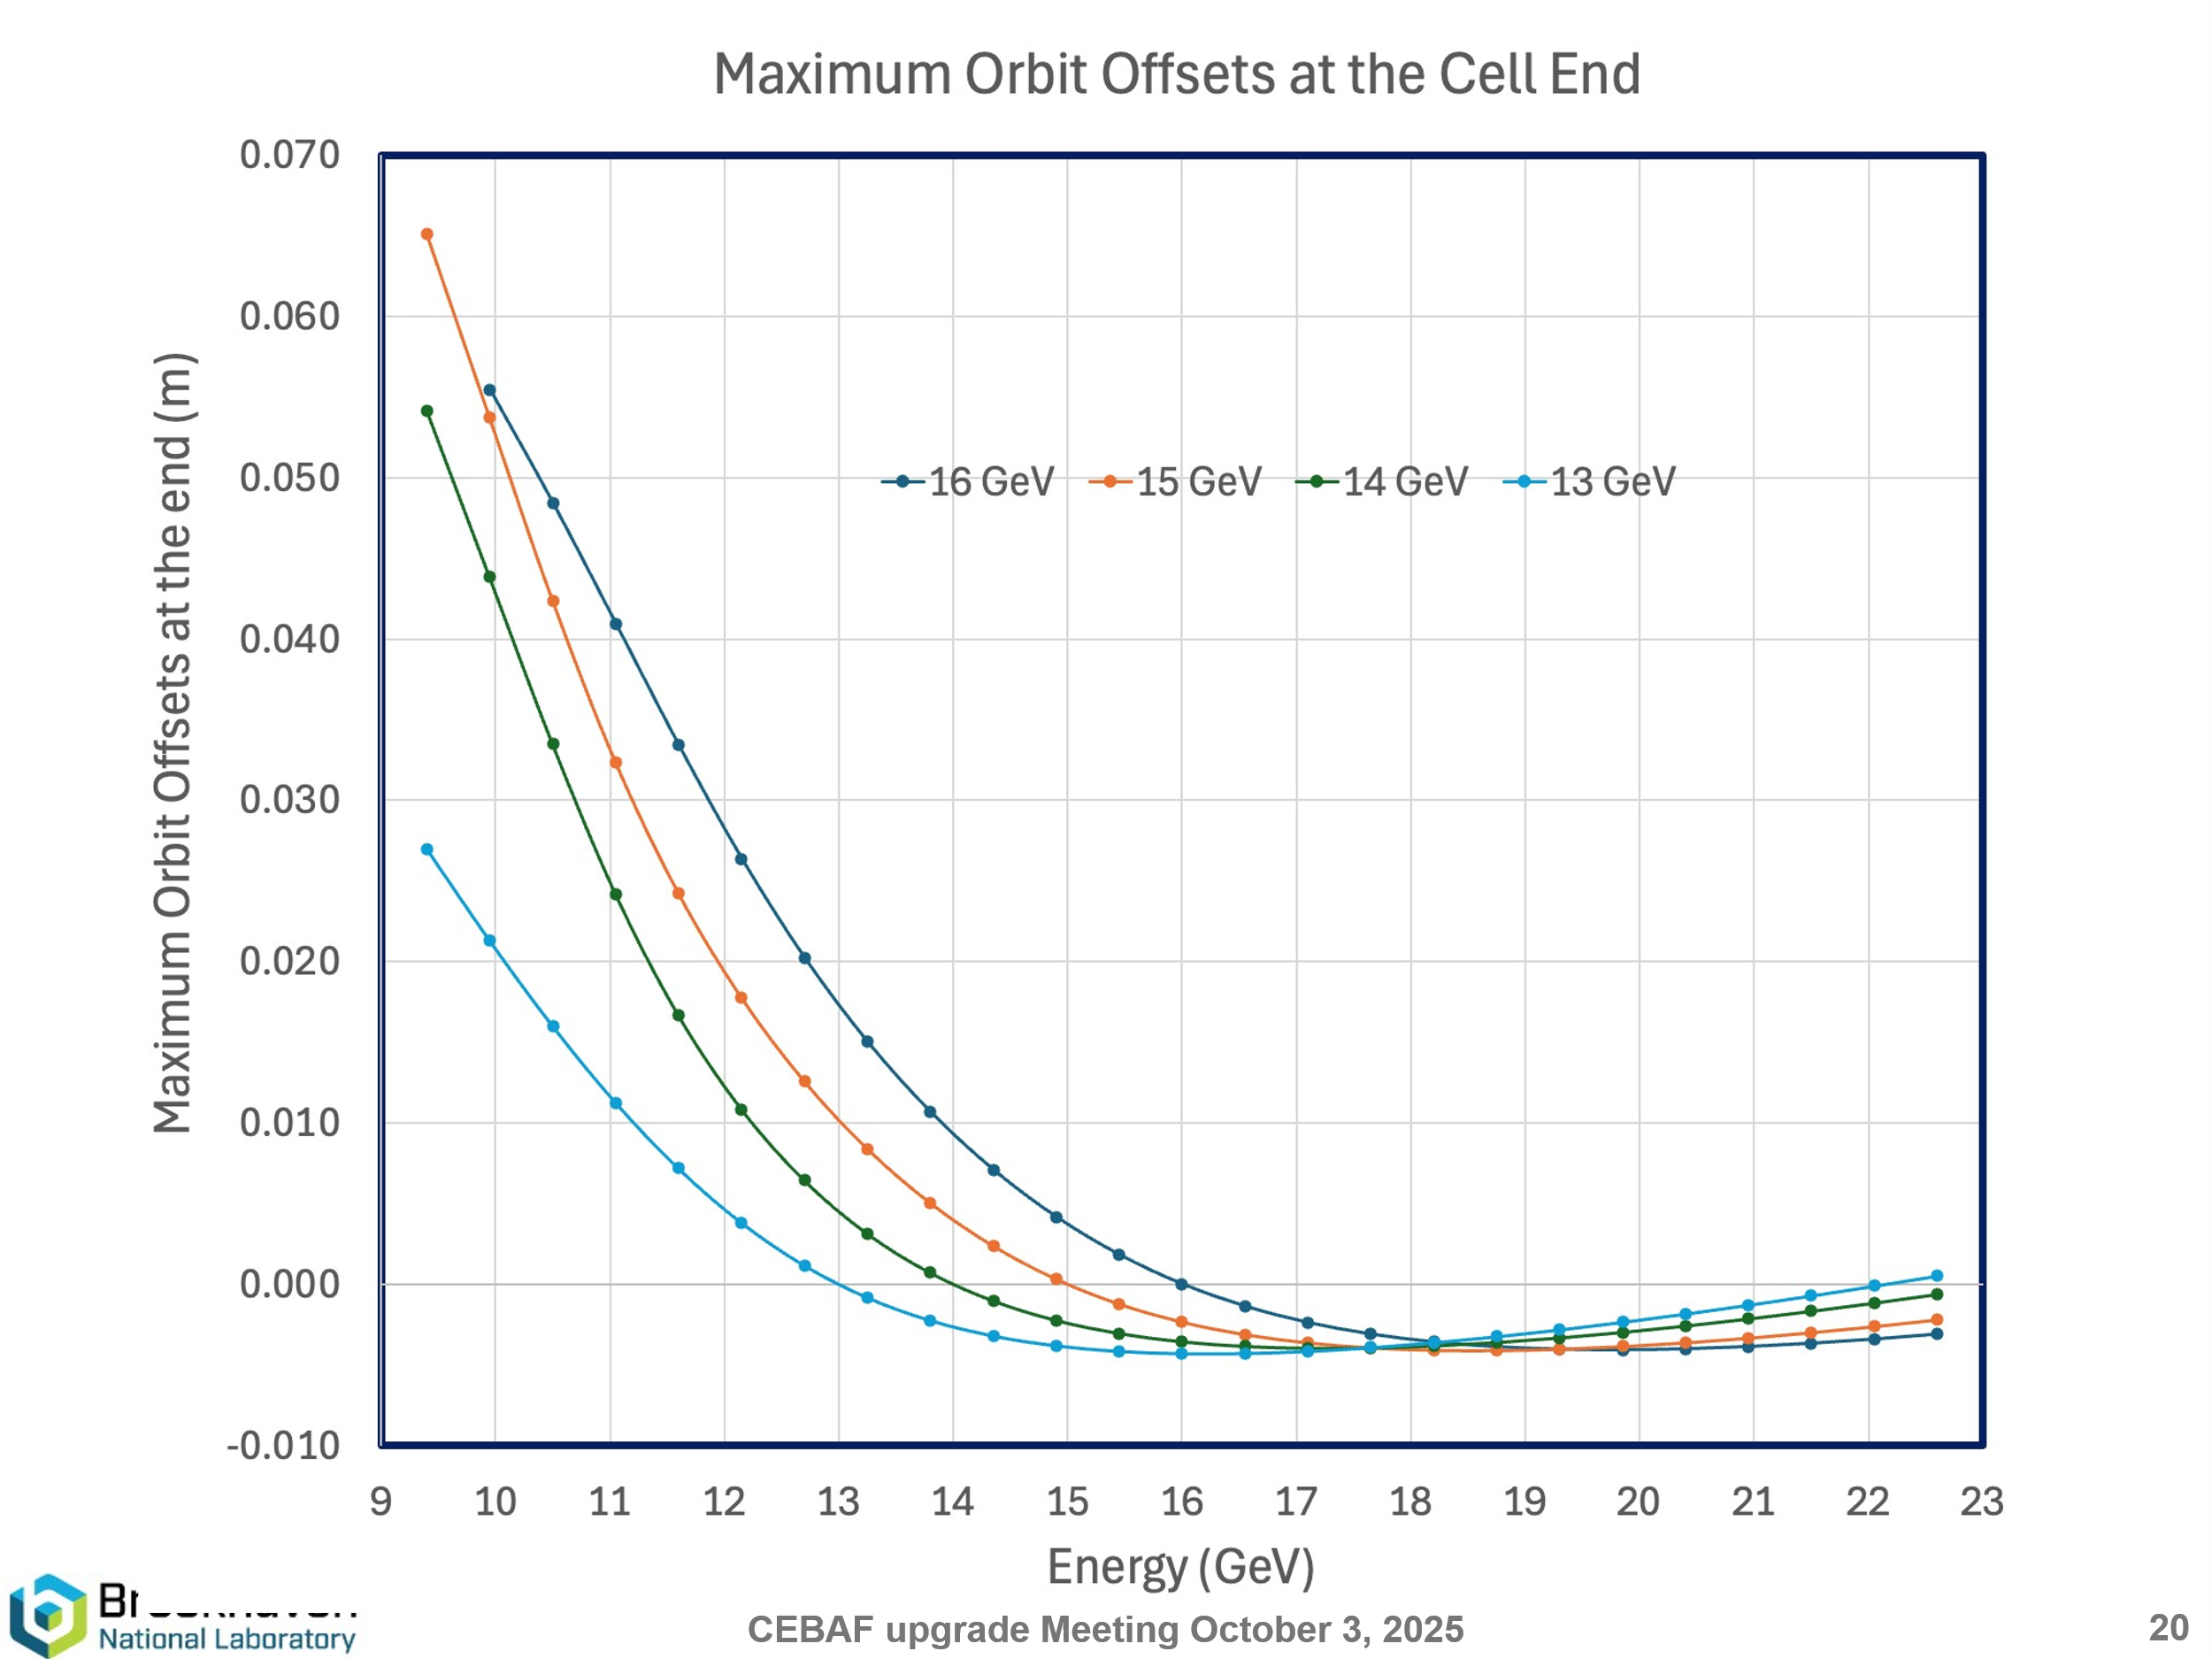 Maximum Orbit Offsets at the Cell End
Maximum Orbit Offsets at the end (m)
0.070
0.060
0.050
0.040
0.030
0.020
0.010
0.000
-0.010
16 GeV 15 GeV 14 GeV 13 GeV
9 10 11 12 13 14 15 16 17 18 19 20 21 22 23
Energy (GeV)
National Laboratory
CEBAF upgrade Meeting October 3, 2025
20